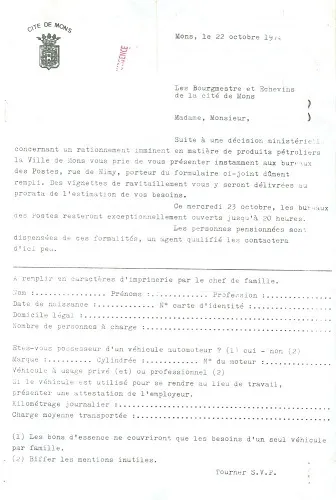 CITE DE MONS
Mons, le 22 octobre 19
Les Bourgmestre et Echevins
de la cité de Mons
Madame, Monsieur,
Suite à une décision ministérielle
concernant un rationnement imminent en matière de produits pétroliers
la Ville de Mons vous prie de vous présenter instamment aux bureaux
des Postes, rue de Nimy, porteur du formulaire ci-joint dûment
rempli. Des vignettes de ravitaillement vous y seront délivrées au
prorata de l'estimation de vos besoins.
Ce mercredi 23 octobre, les bureaux
des Postes resteront exceptionnellement ouverts jusqu'à 20 heures.
Les personnes pensionnées sont
dispensées de ces formalités, un agent qualifié les contactera
d'ici peu.
A remplir en caractères d'imprimerie par le chef de famille.
Nom :............... Prénom :............ Profession :............
Date de naissance :............ N° carte d'identité :............
Domicile légal :............
Nombre de personnes à charge :............
Etes-vous possesseur d'un véhicule automoteur ? (1) oui - non (2)
Marque :.......... Cylindrée :.......... N° du moteur :..........
Véhicule à usage privé (et) ou professionnel (2)
Si le véhicule est utilisé pour se rendre au lieu de travail,
présenter une attestation de l'employeur.
Kilométrage journalier :............
Charge moyenne transportée :............
(1) Les bons d'essence ne couvriront que les besoins d'un seul véhicule
par famille.
(2) Biffer les mentions inutiles.
Tourner S.V.P.